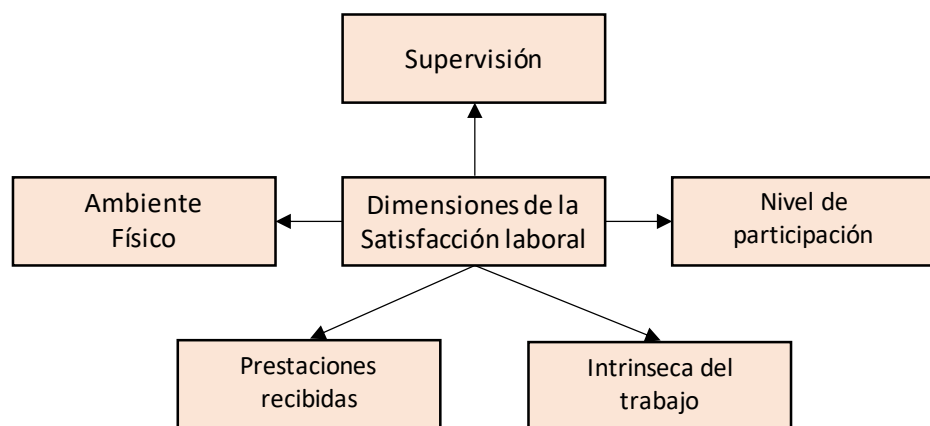 Supervisión
Ambiente
Físico
Dimensiones de la
Satisfacción laboral
Nivel de
participación
Prestaciones
recibidas
Intrinseca del
trabajo